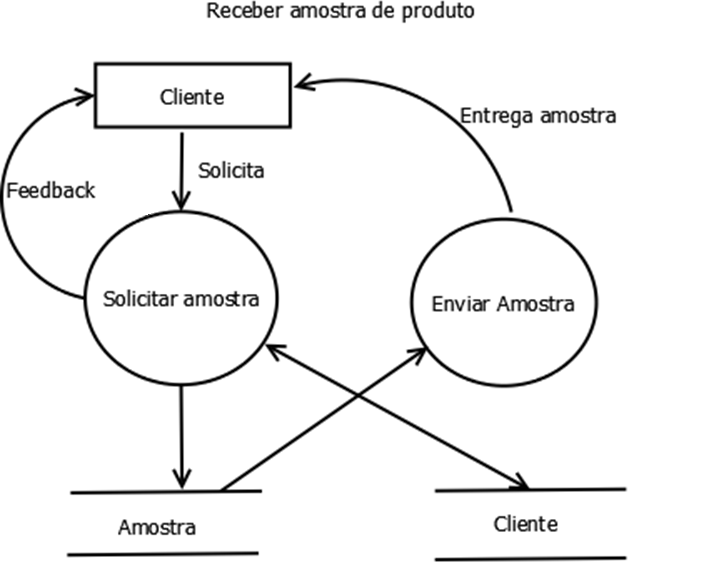 Receber amostra de produto
Cliente
Entrega amostra
Solicita
Feedback
Solicitar amostra
Enviar Amostra
Amostra
Cliente